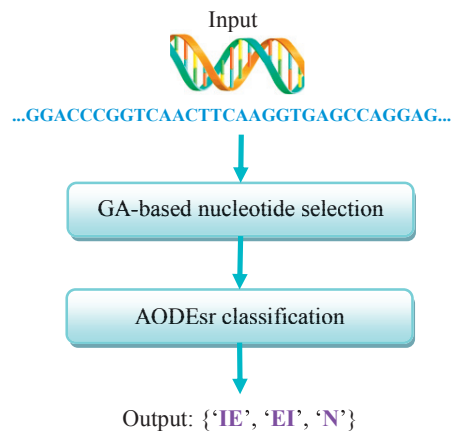 Input
...GGACCCGGTCAACTTCAAGGTGAGCCAGGAG...
GA-based nucleotide selection
AODEsr classification
Output: {‘IE’, ‘EI’, ‘N’}